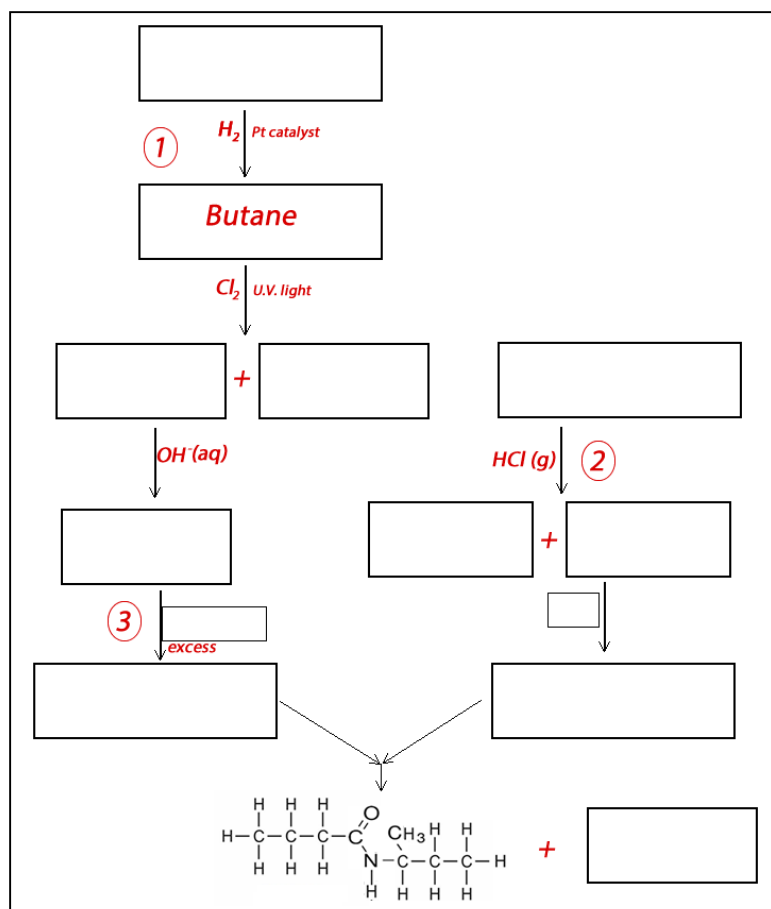 H₂ Pt catalyst
1
Butane
Cl₂ U.V. light
+
OH⁻(aq)
HCl (g) 2
+
3
excess
H H H O
H-C-C-C-C CH₃ H H
H H H N-C-C-C-H
H H H H
+